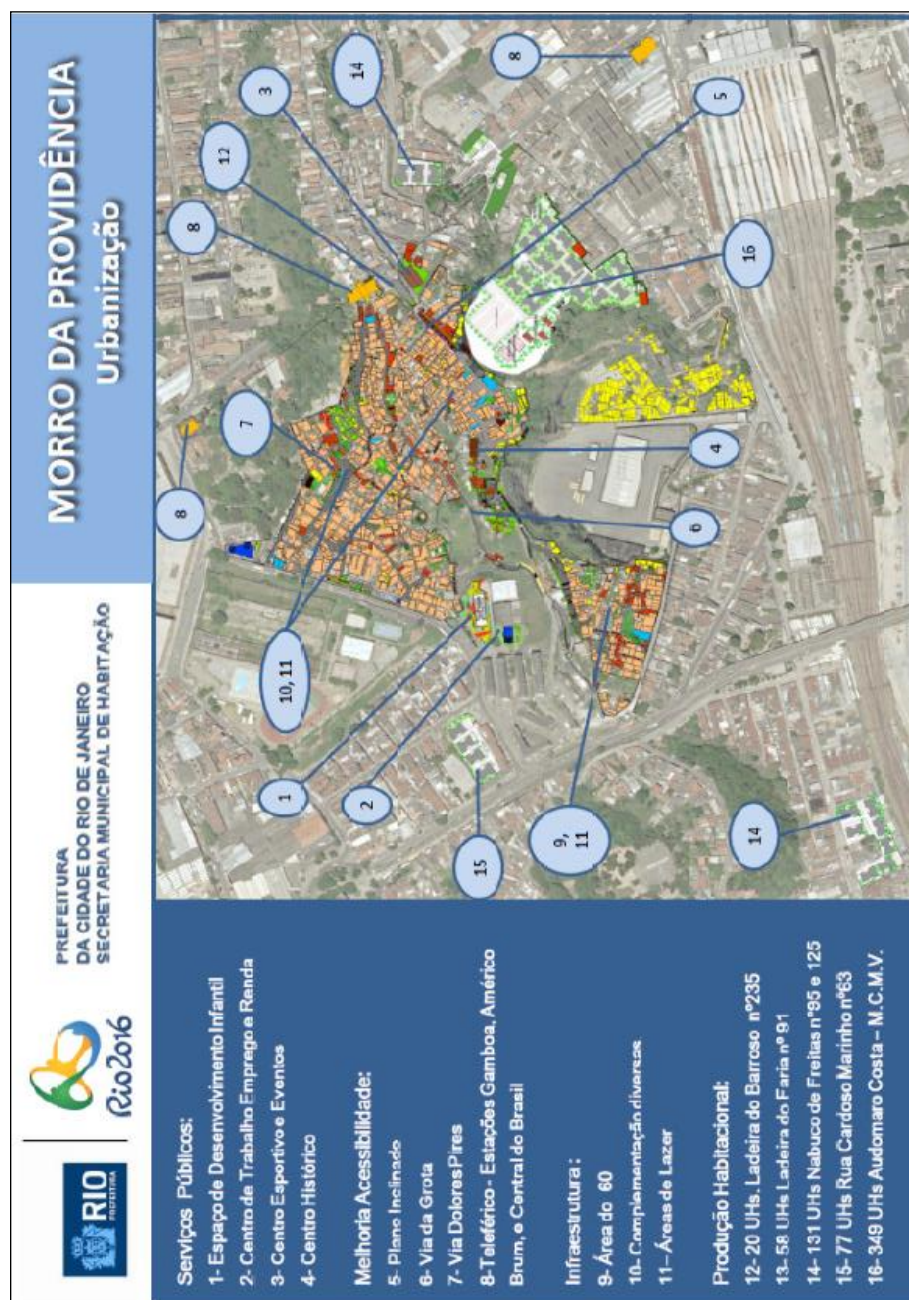 RIO
PREFEITURA
Rio2016
PREFEITURA
DA CIDADE DO RIO DE JANEIRO
SECRETARIA MUNICIPAL DE HABITAÇÃO
MORRO DA PROVIDÊNCIA
Urbanização
Serviços Públicos:
1- Espaço de Desenvolvimento Infantil
2- Centro de Trabalho Emprego e Renda
3- Centro Esportivo e Eventos
4- Centro Histórico
Melhoria Acessibilidade:
5- Plano Inclinado
6- Via da Grota
7- Via Dolores Pires
8-Teleférico - Estações Gamboa, Américo
Brum, e Central do Brasil
Infraestrutura:
9- Área do 60
10- Complementação diversas
11- Áreas de Lazer
Produção Habitacional:
12- 20 UHs. Ladeira do Barroso nº235
13- 58 UHs Ladeira do Faria nº 91
14- 131 UHs Nabuco de Freitas nº95 e 125
15- 77 UHs Rua Cardoso Marinho nº63
16-349 UHs Audomaro Costa – M.C.M.V.
8
8
12
3
14
8
7
10, 11
1
2
15
9,
11
14
6
4
16
5